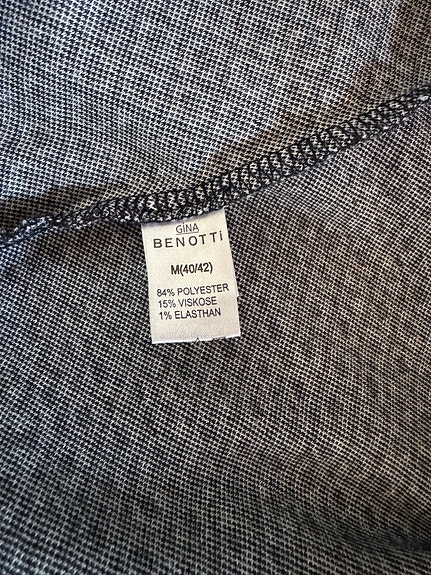 GINA
BENOTTi
M(40/42)
84% POLYESTER
15% VISKOSE
1% ELASTHAN